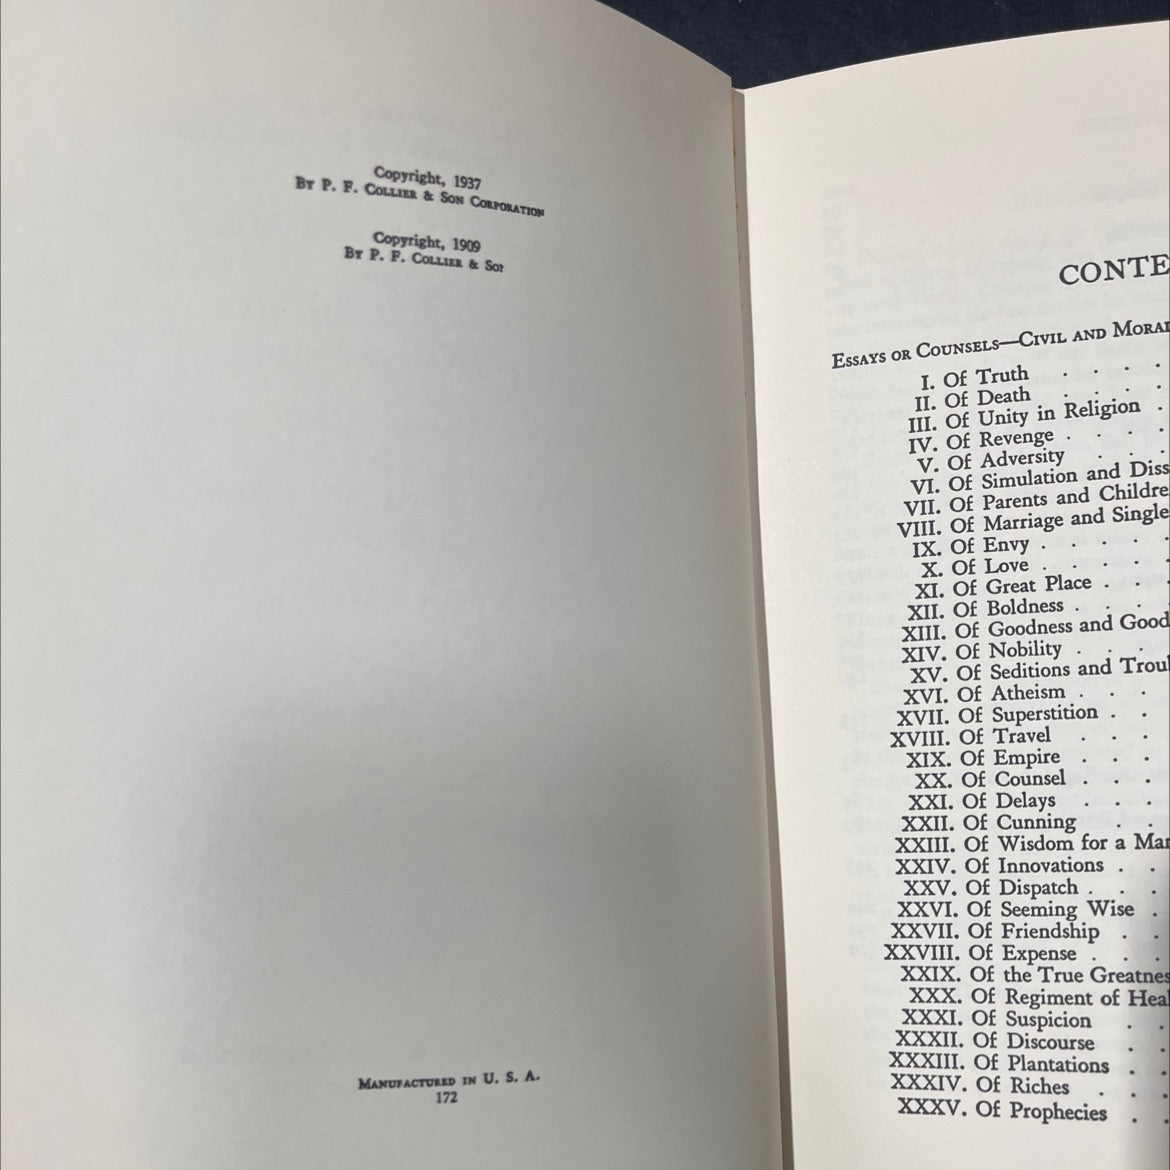 Copyright, 1937
By P. F. Collier & Son Corporation
Copyright, 1909
By P. F. Collier & Son
Manufactured in U. S. A.
172
CONTE
Essays or Counsels—Civil and Moral
I. Of Truth . . . .
II. Of Death . . . .
III. Of Unity in Religion .
IV. Of Revenge . . . .
V. Of Adversity . . .
VI. Of Simulation and Diss
VII. Of Parents and Childre
VIII. Of Marriage and Single
IX. Of Envy . . . . .
X. Of Love . . . . .
XI. Of Great Place . . .
XII. Of Boldness . . . .
XIII. Of Goodness and Good
XIV. Of Nobility . . . .
XV. Of Seditions and Troul
XVI. Of Atheism . . .
XVII. Of Superstition . .
XVIII. Of Travel . . .
XIX. Of Empire . . .
XX. Of Counsel . . .
XXI. Of Delays . . .
XXII. Of Cunning . .
XXIII. Of Wisdom for a Man
XXIV. Of Innovations . .
XXV. Of Dispatch . . .
XXVI. Of Seeming Wise .
XXVII. Of Friendship . .
XXVIII. Of Expense . . .
XXIX. Of the True Greatnes
XXX. Of Regiment of Heal
XXXI. Of Suspicion . .
XXXII. Of Discourse . .
XXXIII. Of Plantations . .
XXXIV. Of Riches . . .
XXXV. Of Prophecies . .